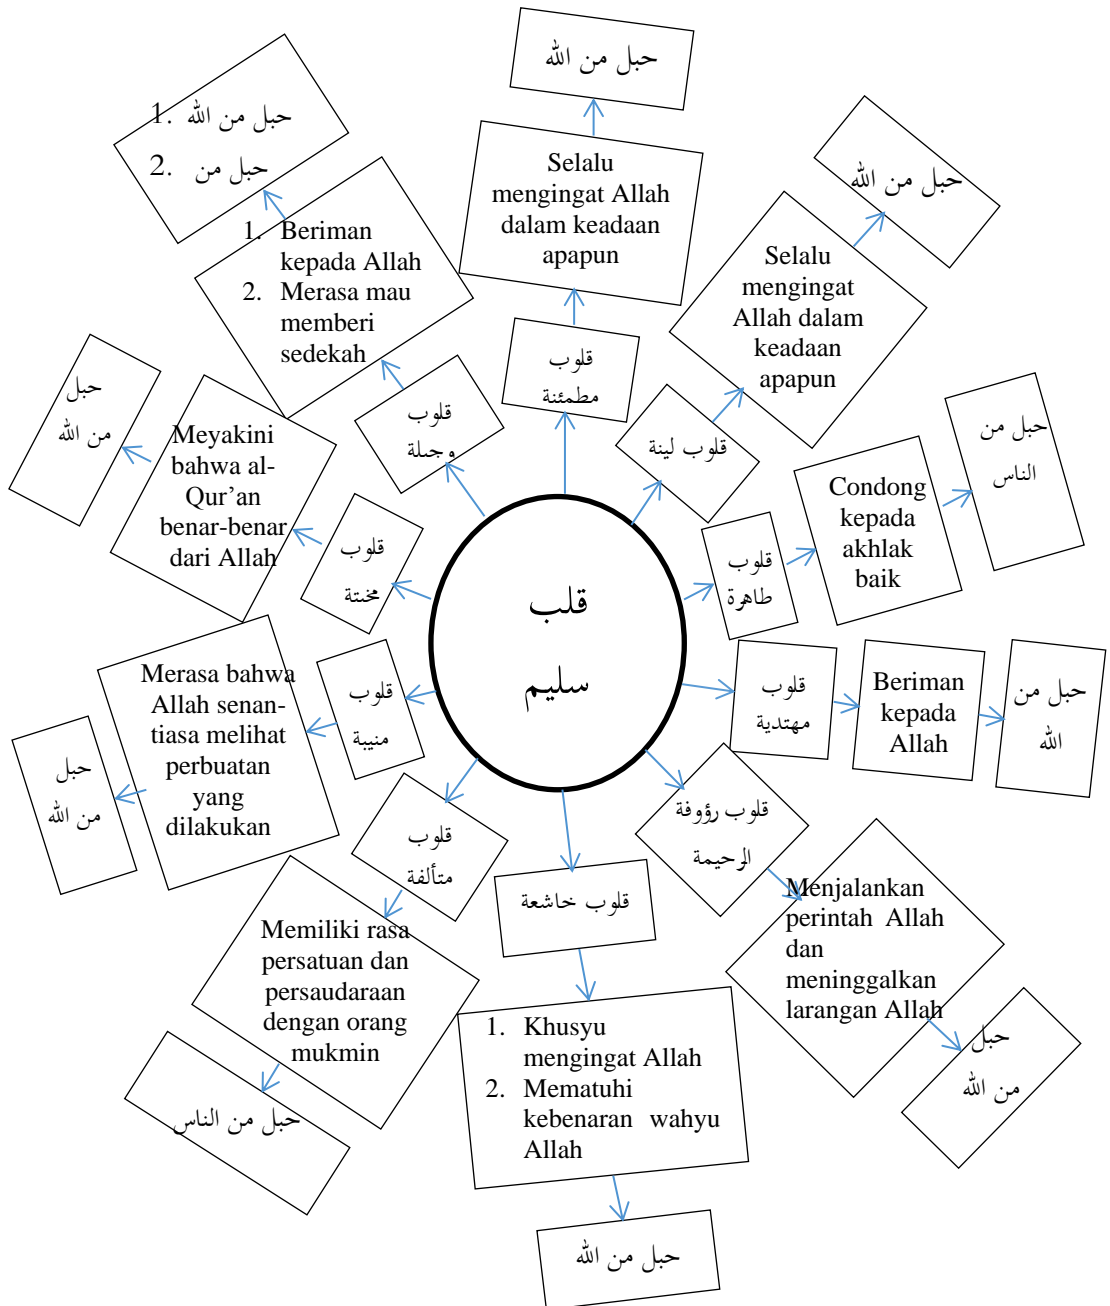 قلب
سليم
قلوب
مطمئنة
Selalu
mengingat Allah
dalam keadaan
apapun
حبل من الله
قلوب لينة
Selalu
mengingat
Allah dalam
keadaan
apapun
حبل من الله
قلوب
طاهرة
Condong
kepada
akhlak
baik
حبل من
الناس
قلوب
مهتدية
Beriman
kepada
Allah
حبل من
الله
قلوب رؤوفة
الرحيمة
Menjalankan
perintah Allah
dan
meninggalkan
larangan Allah
حبل
من الله
قلوب خاشعة
1. Khusyu
mengingat Allah
2. Mematuhi
kebenaran wahyu
Allah
حبل من الله
قلوب
متألفة
Memiliki rasa
persatuan dan
persaudaraan
dengan orang
mukmin
حبل من الناس
قلوب
منيبة
Merasa bahwa
Allah senan-
tiasa melihat
perbuatan
yang
dilakukan
حبل
من الله
قلوب
مخبتة
Meyakini
bahwa al-
Qur’an
benar-benar
dari Allah
حبل
من الله
قلوب
وجلة
1. Beriman
kepada Allah
2. Merasa mau
memberi
sedekah
1. حبل من الله
2. حبل من